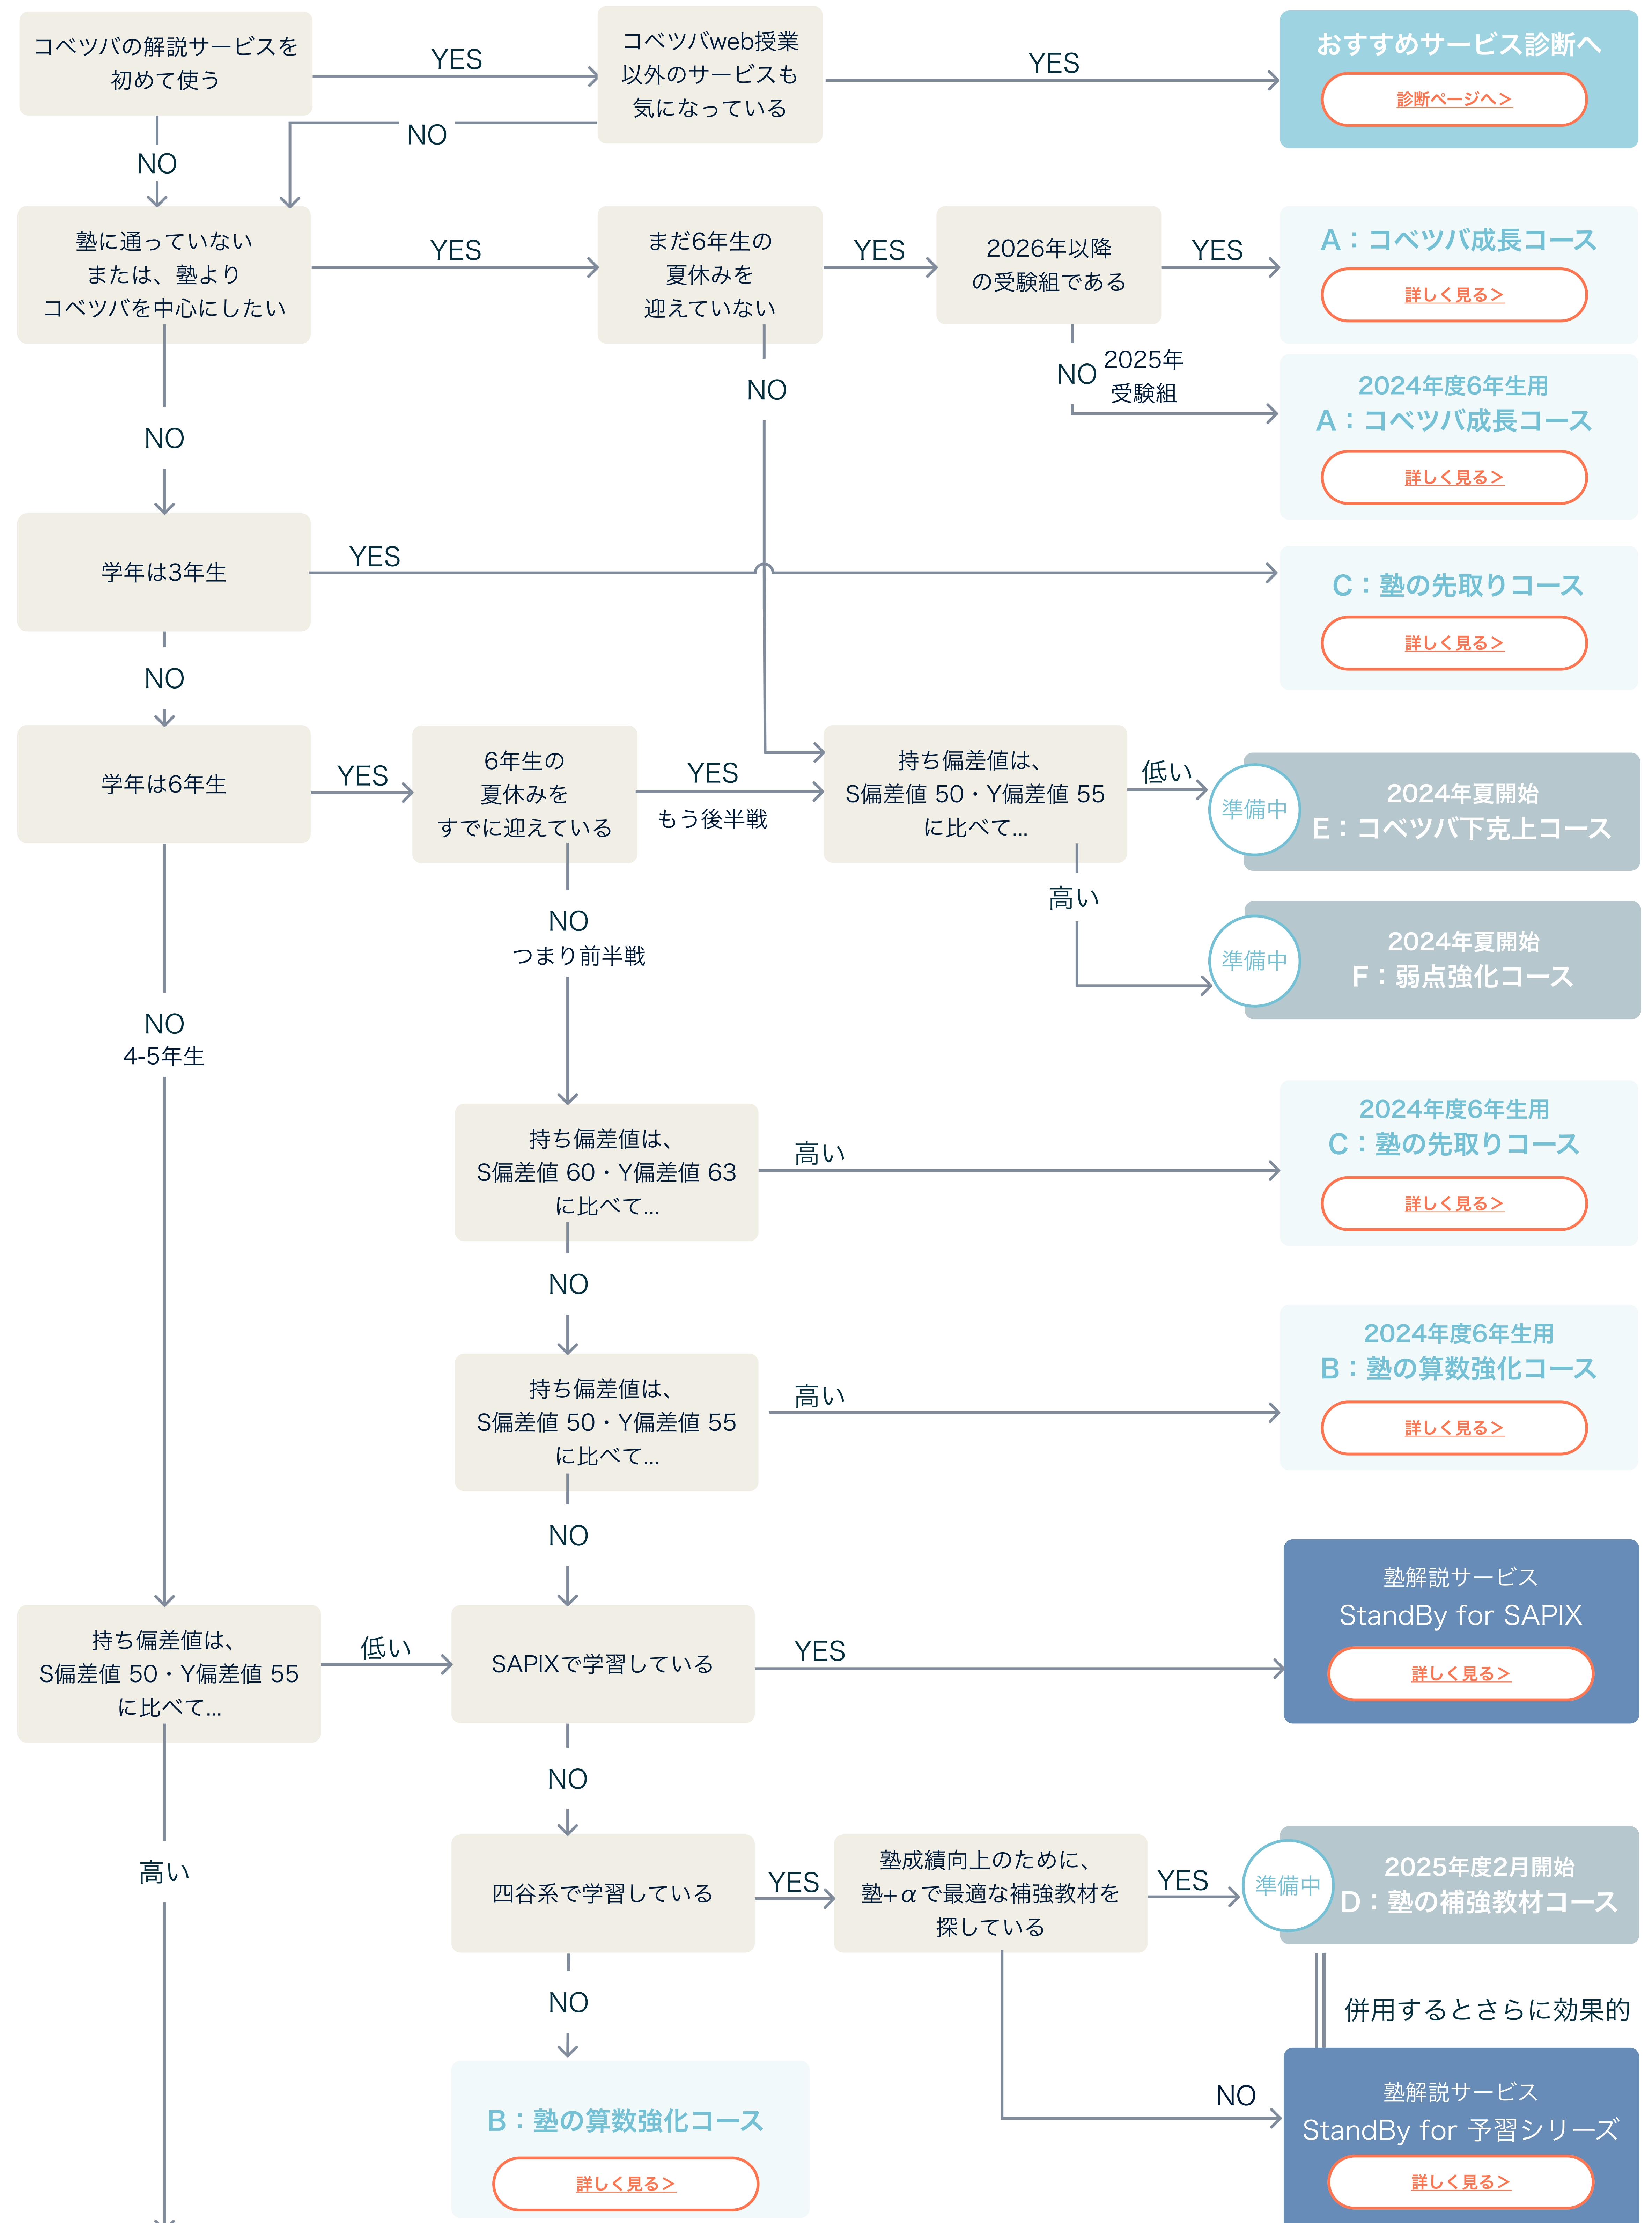 コベツバの解説サービスを
初めて使う
YES
コベツバweb授業
以外のサービスも
気になっている
YES
おすすめサービス診断へ
診断ページへ＞
NO
NO
塾に通っていない
または、塾より
コベツバを中心にしたい
YES
まだ6年生の
夏休みを
迎えていない
YES
2026年以降
の受験組である
YES
A：コベツバ成長コース
詳しく見る＞
NO
2025年
受験組
2024年度6年生用
A：コベツバ成長コース
詳しく見る＞
NO
NO
学年は3年生
YES
C：塾の先取りコース
詳しく見る＞
NO
学年は6年生
YES
6年生の
夏休みを
すでに迎えている
YES
もう後半戦
持ち偏差値は、
S偏差値 50・Y偏差値 55
に比べて...
低い
準備中
2024年夏開始
E：コベツバ下克上コース
高い
準備中
2024年夏開始
F：弱点強化コース
NO
つまり前半戦
NO
4-5年生
持ち偏差値は、
S偏差値 60・Y偏差値 63
に比べて...
高い
2024年度6年生用
C：塾の先取りコース
詳しく見る＞
NO
持ち偏差値は、
S偏差値 50・Y偏差値 55
に比べて...
高い
2024年度6年生用
B：塾の算数強化コース
詳しく見る＞
NO
持ち偏差値は、
S偏差値 50・Y偏差値 55
に比べて...
低い
SAPIXで学習している
YES
塾解説サービス
StandBy for SAPIX
詳しく見る＞
NO
高い
四谷系で学習している
YES
塾成績向上のために、
塾+αで最適な補強教材を
探している
YES
準備中
2025年度2月開始
D：塾の補強教材コース
併用するとさらに効果的
NO
NO
B：塾の算数強化コース
詳しく見る＞
塾解説サービス
StandBy for 予習シリーズ
詳しく見る＞